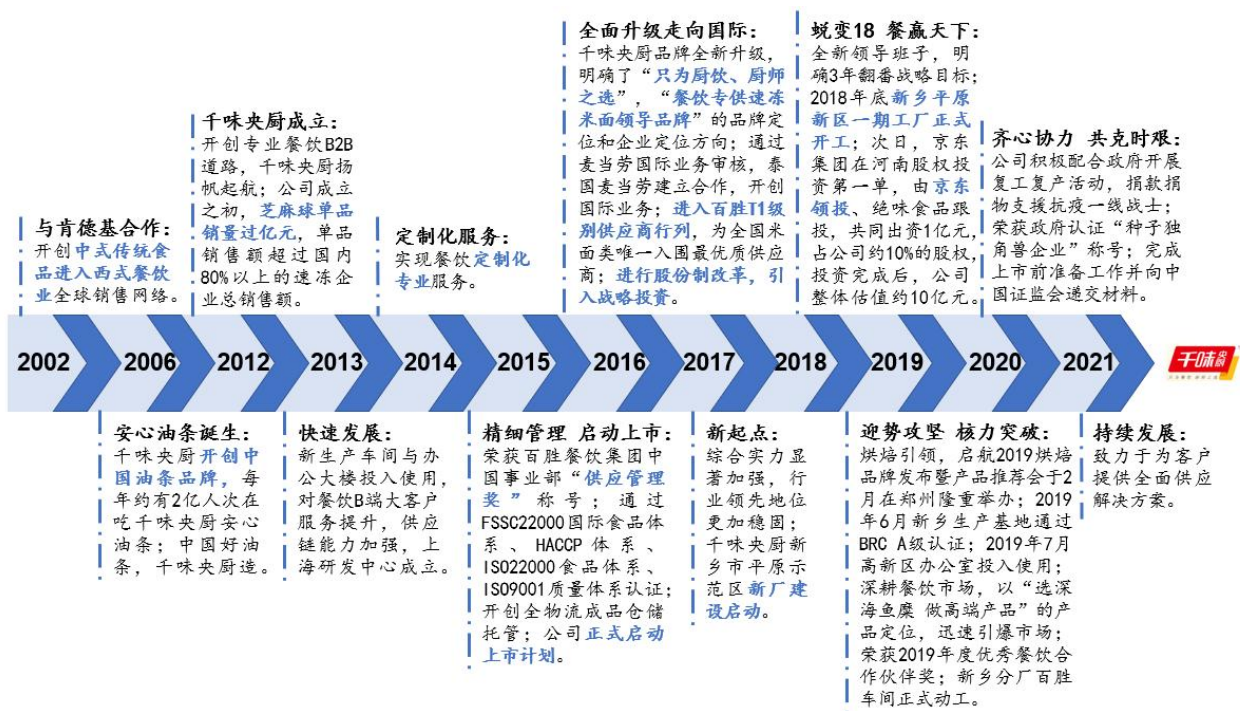 与肯德基合作：
开创中式传统食
品进入西式餐饮
业全球销售网络。
千味央厨成立：
开创专业餐饮B2B
道路，千味央厨扬
帆起航；公司成立
之初，芝麻球单品
销量过亿元，单品
销售额超过国内
80%以上的速冻企
业总销售额。
定制化服务：
实现餐饮定制化
专业服务。
全面升级走向国际：
千味央厨品牌全新升级，
明确了“只为厨饮、厨师
之选”，“餐饮专供速冻
米面领导品牌”的品牌定
位和企业定位方向；通过
麦当劳国际业务审核，泰
国麦当劳建立合作，开创
国际业务；进入百胜T1级
别供应商行列，为全国米
面类唯一入围最优质供应
商；进行股份制改革，引
入战略投资。
蜕变18 餐赢天下：
全新领导班子，明
确3年翻番战略目标；
2018年底新乡平原
新区一期工厂正式
开工；次日，京东
集团在河南股权投
资第一单，由京东
领投、绝味食品跟
投，共同出资1亿元，
占公司约10%的股权，
投资完成后，公司
整体估值约10亿元。
齐心协力 共克时艰：
公司积极配合政府开展
复工复产活动，捐款捐
物支援抗疫一线战士；
荣获政府认证“种子独
角兽企业”称号；完成
上市前准备工作并向中
国证监会递交材料。
2002 2006 2012 2013 2014 2015 2016 2017 2018 2019 2020 2021
千味央厨
安心油条诞生：
千味央厨开创中
国油条品牌，每
年约有2亿人次在
吃千味央厨安心
油条；中国好油
条，千味央厨造。
快速发展：
新生产车间与办
公大楼投入使用，
对餐饮B端大客户
服务提升，供应
链能力加强，上
海研发中心成立。
精细管理 启动上市：
荣获百胜餐饮集团中
国事业部“供应管理
奖”称号；通过
FSSC22000国际食品体
系、HACCP体系、
ISO22000食品体系、
ISO9001质量体系认证；
开创全物流成品仓储
托管；公司正式启动
上市计划。
新起点：
综合实力显
著加强，行
业领先地位
更加稳固；
千味央厨新
乡市平原示
范区新厂建
设启动。
迎势攻坚 核力突破：
烘焙引领，启航2019烘焙
品牌发布暨产品推荐会于2
月在郑州隆重举办；2019
年6月新乡生产基地通过
BRC A级认证；2019年7月
高新区办公室投入使用；
深耕餐饮市场，以“选深
海鱼糜 做高端产品”的产
品定位，迅速引爆市场；
荣获2019年度优秀餐饮合
作伙伴奖；新乡分厂百胜
车间正式动工。
持续发展：
致力于为客户
提供全面供应
解决方案。